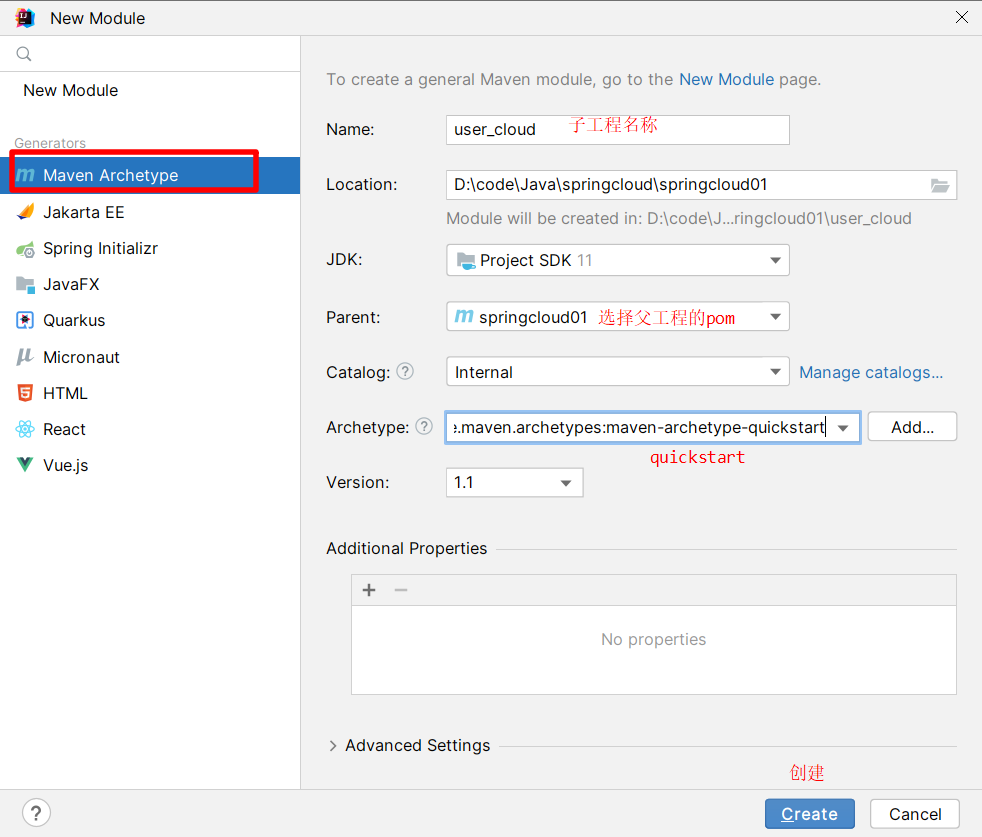 New Module
New Module
Generators
Maven Archetype
Jakarta EE
Spring Initializr
JavaFX
Quarkus
Micronaut
HTML
React
Vue.js
To create a general Maven module, go to the New Module page.
Name: user_cloud 子工程名称
Location: D:\code\Java\springcloud\springcloud01
Module will be created in: D:\code\J...ringcloud01\user_cloud
JDK: Project SDK 11
Parent: springcloud01 选择父工程的pom
Catalog: ? Internal Manage catalogs...
Archetype: ? e.maven.archetypes:maven-archetype-quickstart Add...
quickstart
Version: 1.1
Additional Properties
No properties
Advanced Settings
创建
? Create Cancel